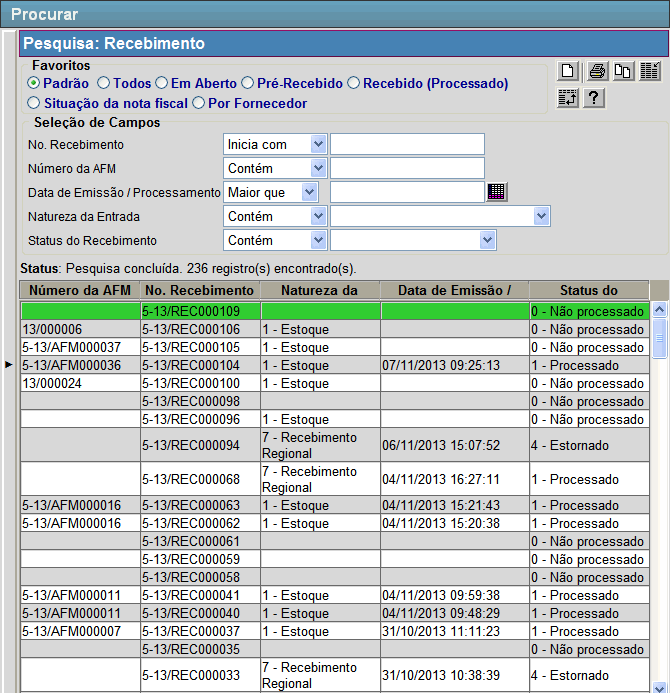 Procurar
Pesquisa: Recebimento
Favoritos
Padrão Todos Em Aberto Pré-Recebido Recebido (Processado)
Situação da nota fiscal Por Fornecedor
Seleção de Campos
No. Recebimento Inicia com
Número da AFM Contém
Data de Emissão / Processamento Maior que
Natureza da Entrada Contém
Status do Recebimento Contém
Status: Pesquisa concluída. 236 registro(s) encontrado(s).
Número da AFM No. Recebimento Natureza da Data de Emissão / Status do
5-13/REC000109 0 - Não processado
13/000006 5-13/REC000106 1 - Estoque 0 - Não processado
5-13/AFM000037 5-13/REC000105 1 - Estoque 0 - Não processado
5-13/AFM000036 5-13/REC000104 1 - Estoque 07/11/2013 09:25:13 1 - Processado
13/000024 5-13/REC000100 1 - Estoque 0 - Não processado
5-13/REC000098 0 - Não processado
5-13/REC000096 1 - Estoque 0 - Não processado
5-13/REC000094 7 - Recebimento Regional 06/11/2013 15:07:52 4 - Estornado
5-13/REC000068 7 - Recebimento Regional 04/11/2013 16:27:11 1 - Processado
5-13/AFM000016 5-13/REC000063 1 - Estoque 04/11/2013 15:21:43 1 - Processado
5-13/AFM000016 5-13/REC000062 1 - Estoque 04/11/2013 15:20:38 1 - Processado
5-13/REC000061 0 - Não processado
5-13/REC000059 0 - Não processado
5-13/REC000058 0 - Não processado
5-13/AFM000011 5-13/REC000041 1 - Estoque 04/11/2013 09:59:38 1 - Processado
5-13/AFM000011 5-13/REC000040 1 - Estoque 04/11/2013 09:48:29 1 - Processado
5-13/AFM000007 5-13/REC000037 1 - Estoque 31/10/2013 11:11:23 1 - Processado
5-13/REC000035 0 - Não processado
5-13/REC000033 7 - Recebimento Regional 31/10/2013 10:38:39 4 - Estornado